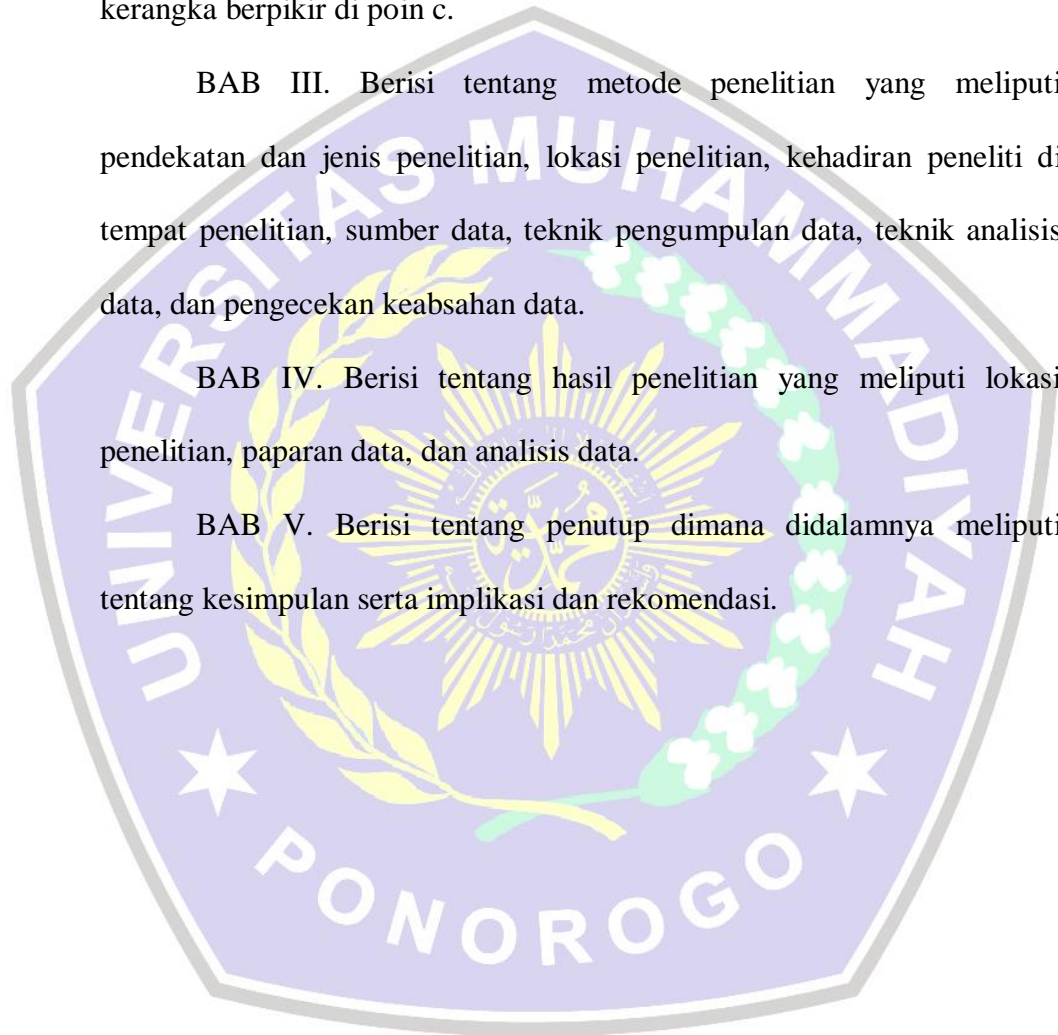 kerangka berpikir di poin c.
BAB III. Berisi tentang metode penelitian yang meliputi
pendekatan dan jenis penelitian, lokasi penelitian, kehadiran peneliti di
tempat penelitian, sumber data, teknik pengumpulan data, teknik analisis
data, dan pengecekan keabsahan data.
BAB IV. Berisi tentang hasil penelitian yang meliputi lokasi
penelitian, paparan data, dan analisis data.
BAB V. Berisi tentang penutup dimana didalamnya meliputi
tentang kesimpulan serta implikasi dan rekomendasi.
UNIVERSITAS MUHAMMADIYAH
PONOROGO